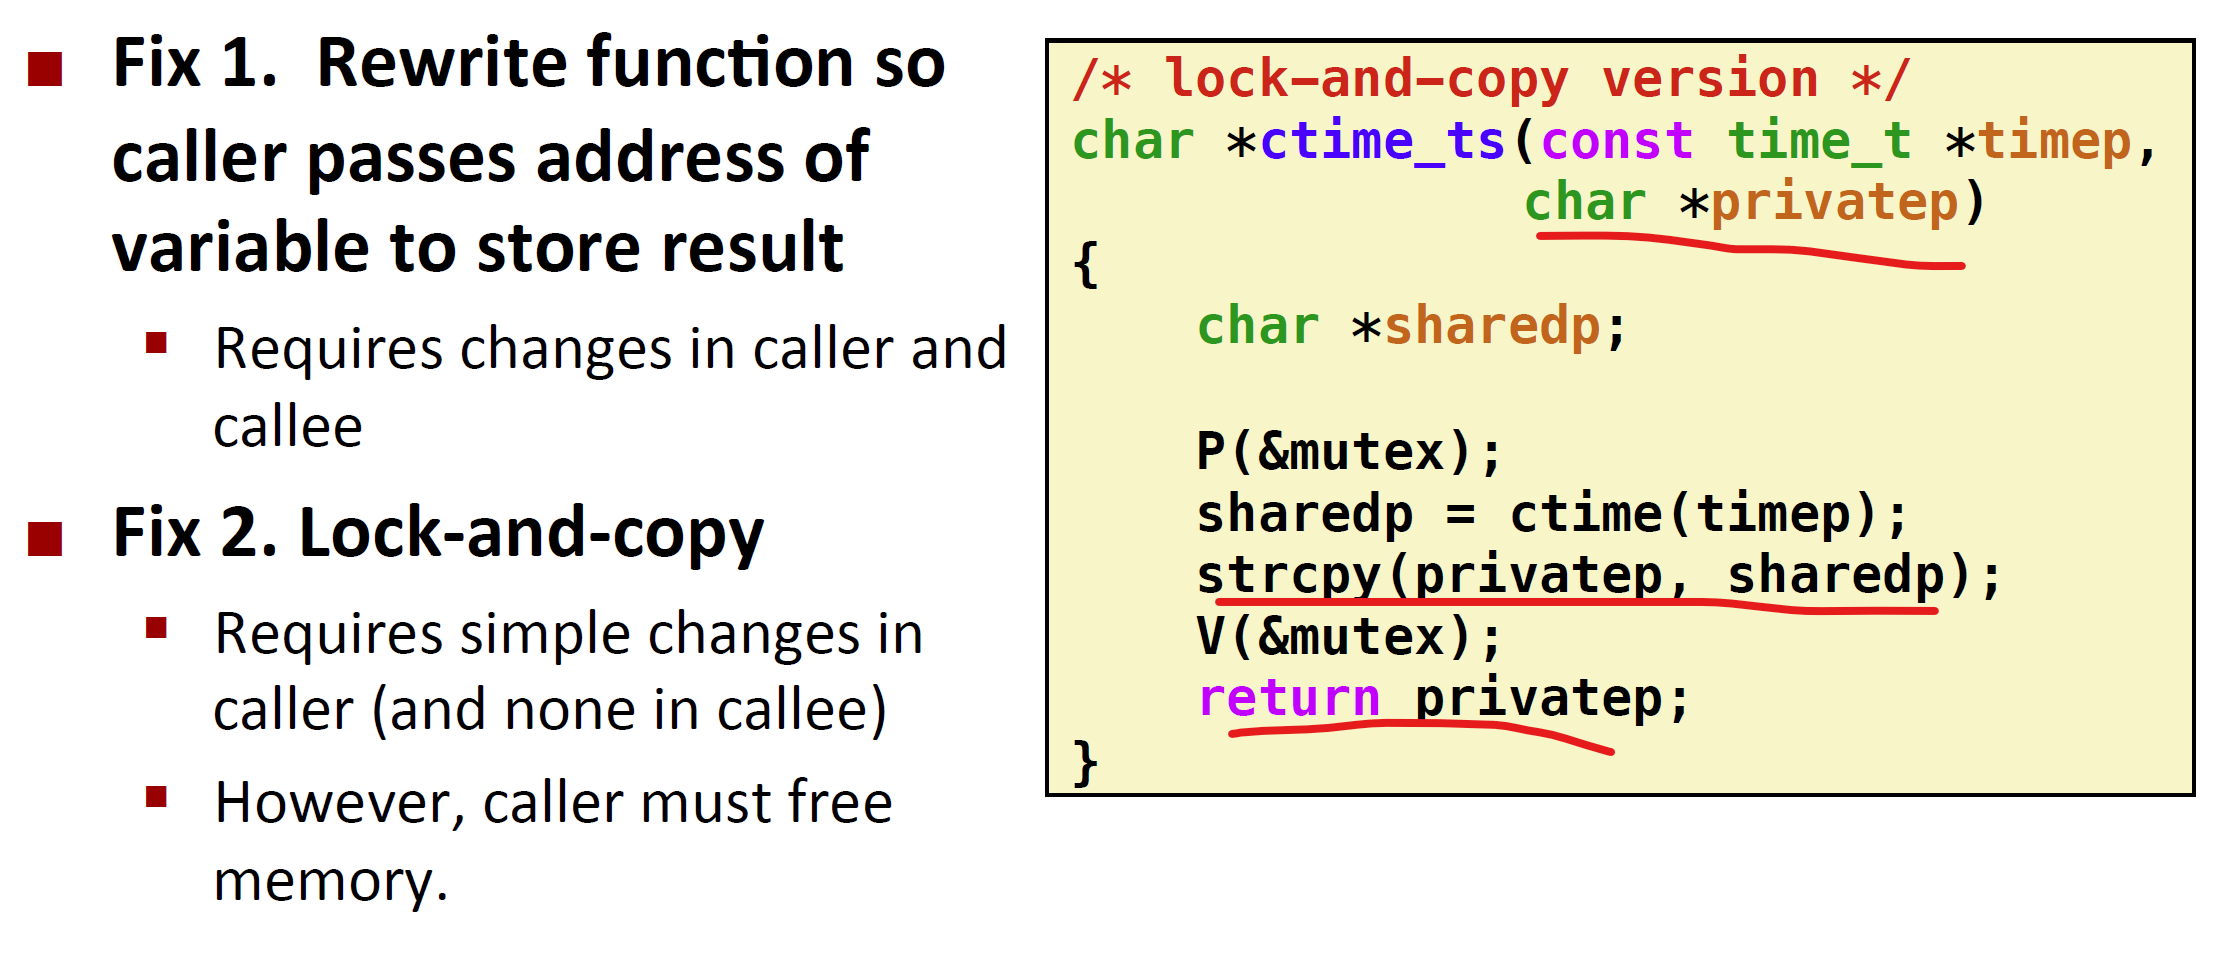 Fix 1. Rewrite function so
caller passes address of
variable to store result
Requires changes in caller and
callee
Fix 2. Lock-and-copy
Requires simple changes in
caller (and none in callee)
However, caller must free
memory.
/* lock-and-copy version */
char *ctime_ts(const time_t *timep,
char *privatep)
{
char *sharedp;
P(&mutex);
sharedp = ctime(timep);
strcpy(privatep, sharedp);
V(&mutex);
return privatep;
}